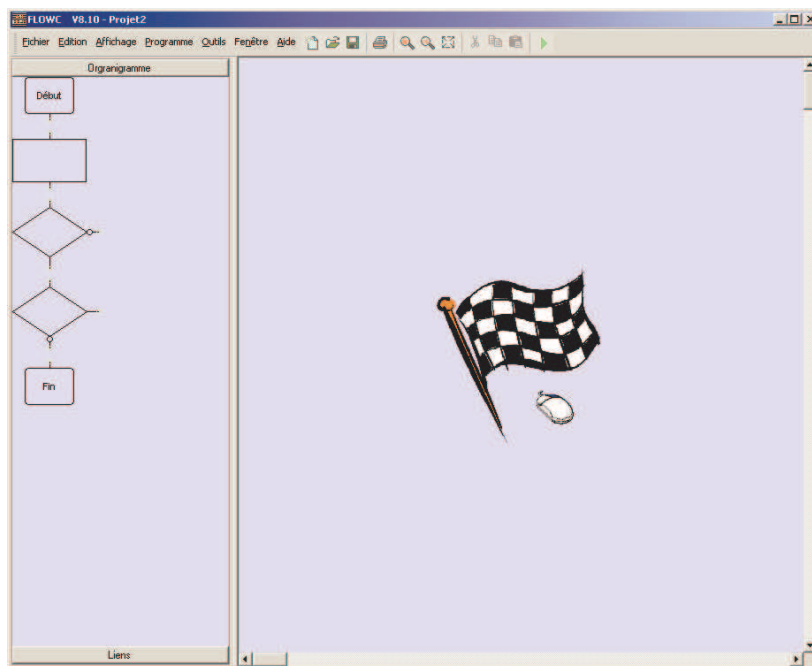 FLOWC V8.10 - Projet2
Fichier Edition Affichage Programme Outils Fenêtre Aide
Orgranigramme
Début
Fin
Liens